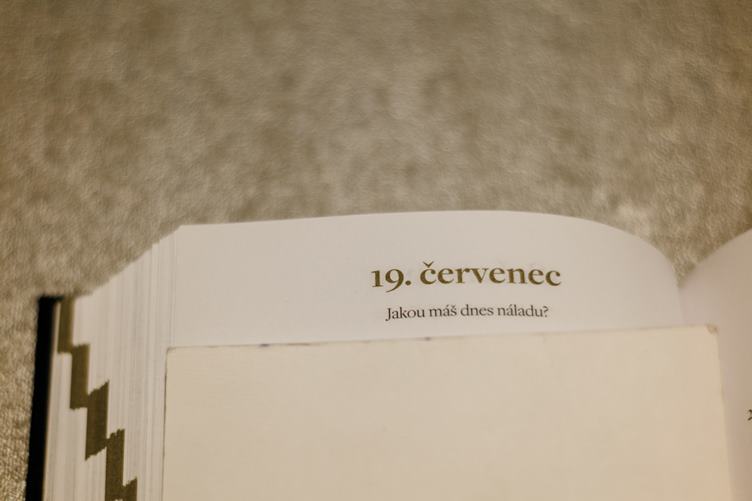 19. červenec
Jakou máš dnes náladu?